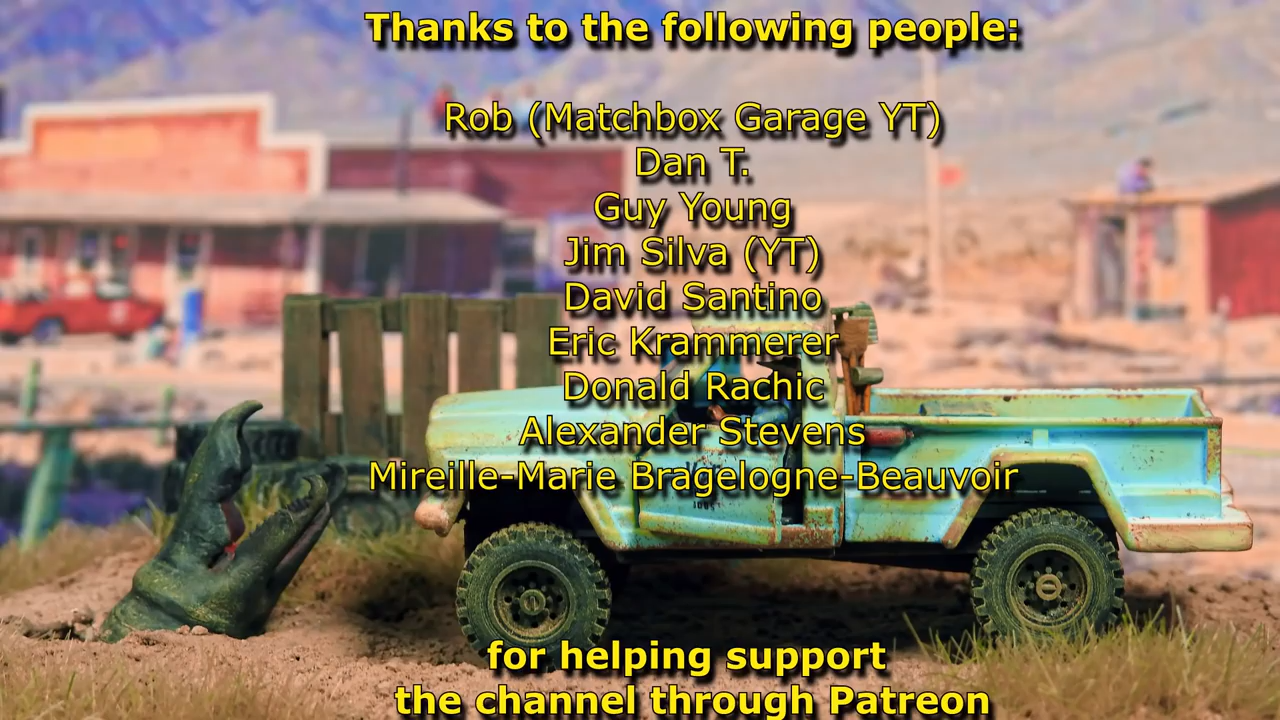 Thanks to the following people:
Rob (Matchbox Garage YT)
Dan T.
Guy Young
Jim Silva (YT)
David Santino
Eric Krammerer
Donald Rachic
Alexander Stevens
Mireille-Marie Bragelogne-Beauvoir
for helping support
the channel through Patreon